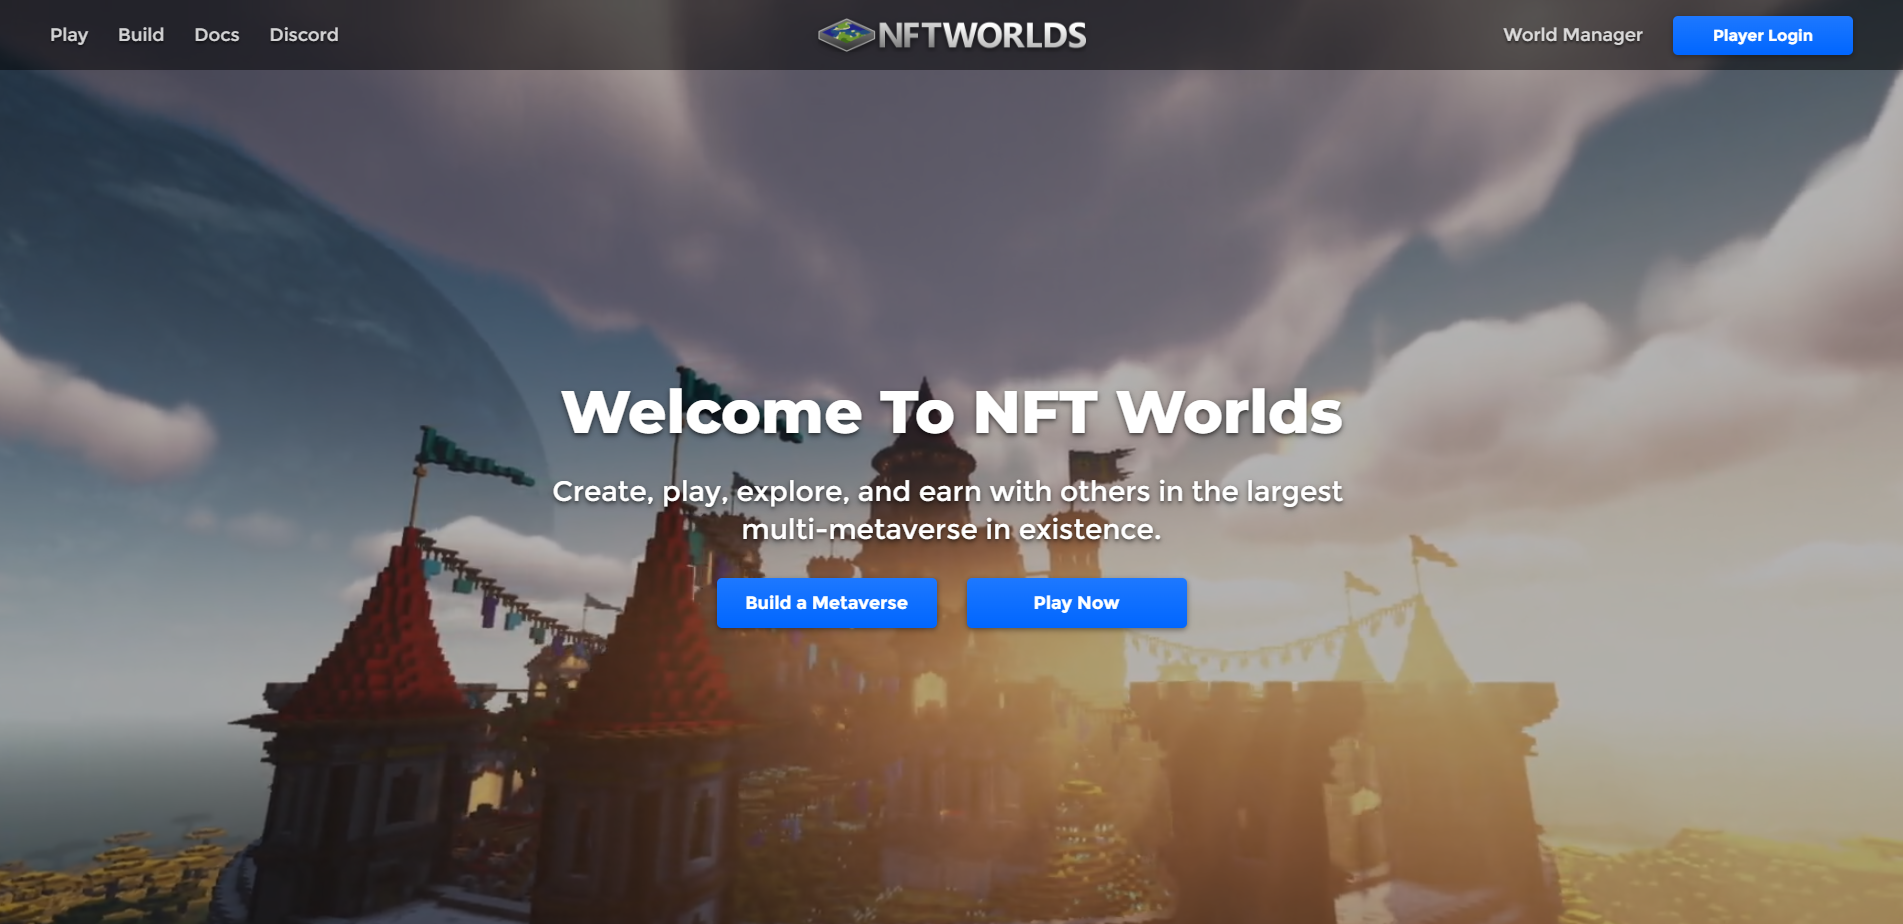 Play Build Docs Discord
NFTWORLDS
World Manager
Player Login
Welcome To NFT Worlds
Create, play, explore, and earn with others in the largest
multi-metaverse in existence.
Build a Metaverse
Play Now